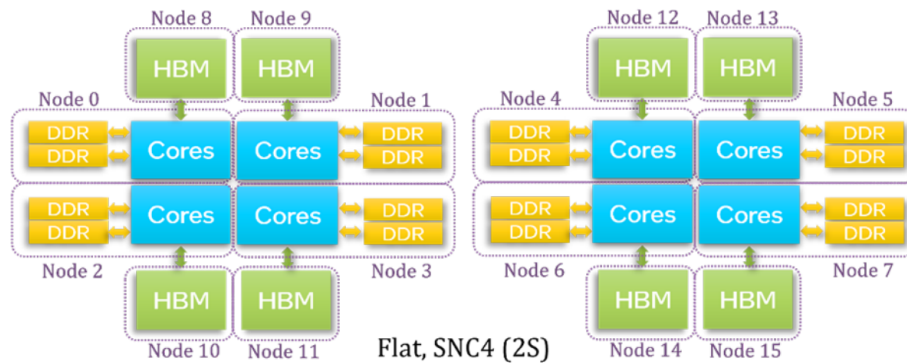 Node 8 Node 9 Node 12 Node 13
HBM HBM HBM HBM
Node 0 Node 1 Node 4 Node 5
DDR Cores Cores DDR DDR Cores Cores DDR
DDR DDR DDR DDR
DDR Cores Cores DDR DDR Cores Cores DDR
DDR DDR DDR DDR
Node 2 Node 3 Node 6 Node 7
HBM HBM HBM HBM
Node 10 Node 11 Flat, SNC4 (2S) Node 14 Node 15